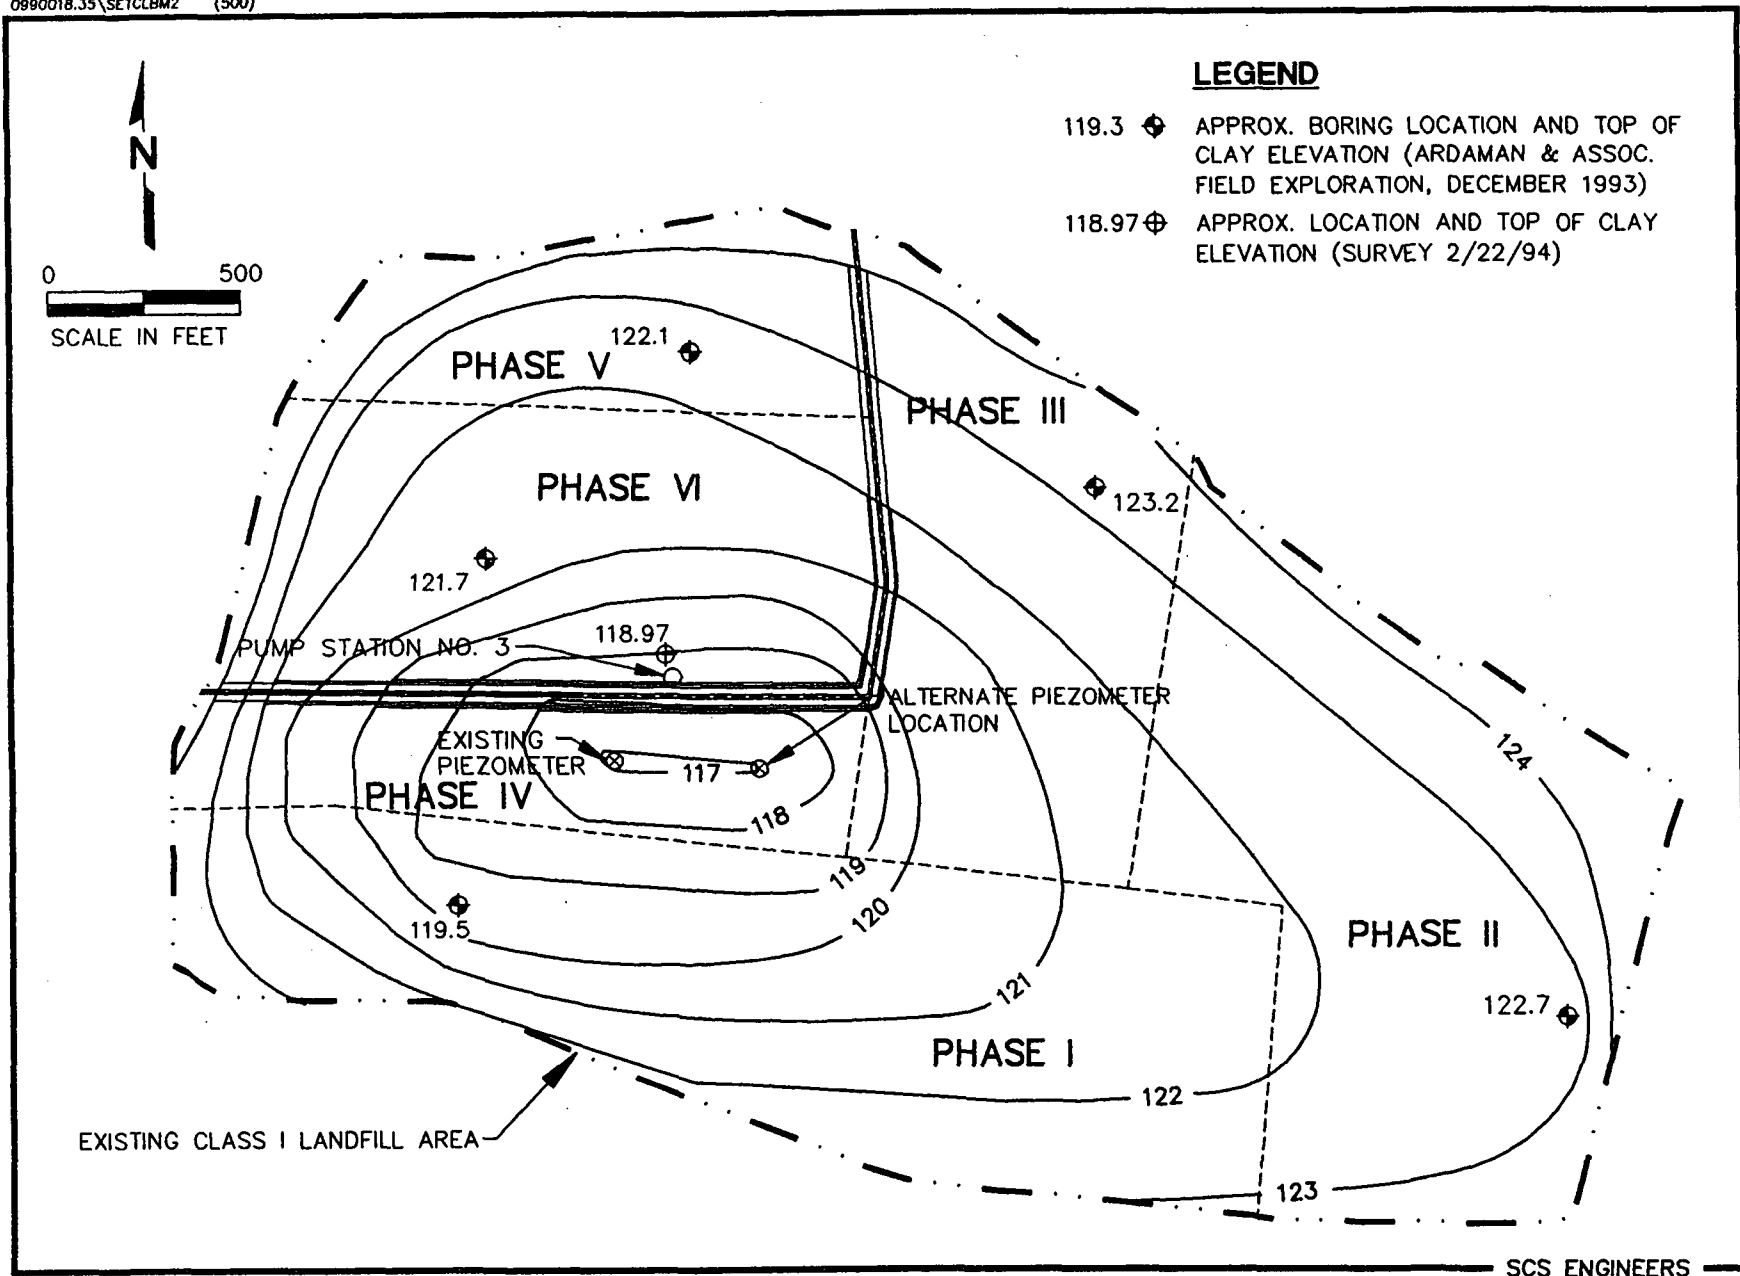 0990018.35\SETCLBM2 (500)
LEGEND
119.3 APPROX. BORING LOCATION AND TOP OF
CLAY ELEVATION (ARDAMAN & ASSOC.
FIELD EXPLORATION, DECEMBER 1993)
118.97 APPROX. LOCATION AND TOP OF CLAY
ELEVATION (SURVEY 2/22/94)
N
0 500
SCALE IN FEET
122.1
PHASE V
PHASE III
PHASE VI
123.2
121.7
118.97
PUMP STATION NO. 3
ALTERNATE PIEZOMETER
LOCATION
EXISTING
PIEZOMETER
117
124
PHASE IV
118
119
120
119.5
PHASE II
121
122.7
PHASE I
122
EXISTING CLASS I LANDFILL AREA
123
SCS ENGINEERS